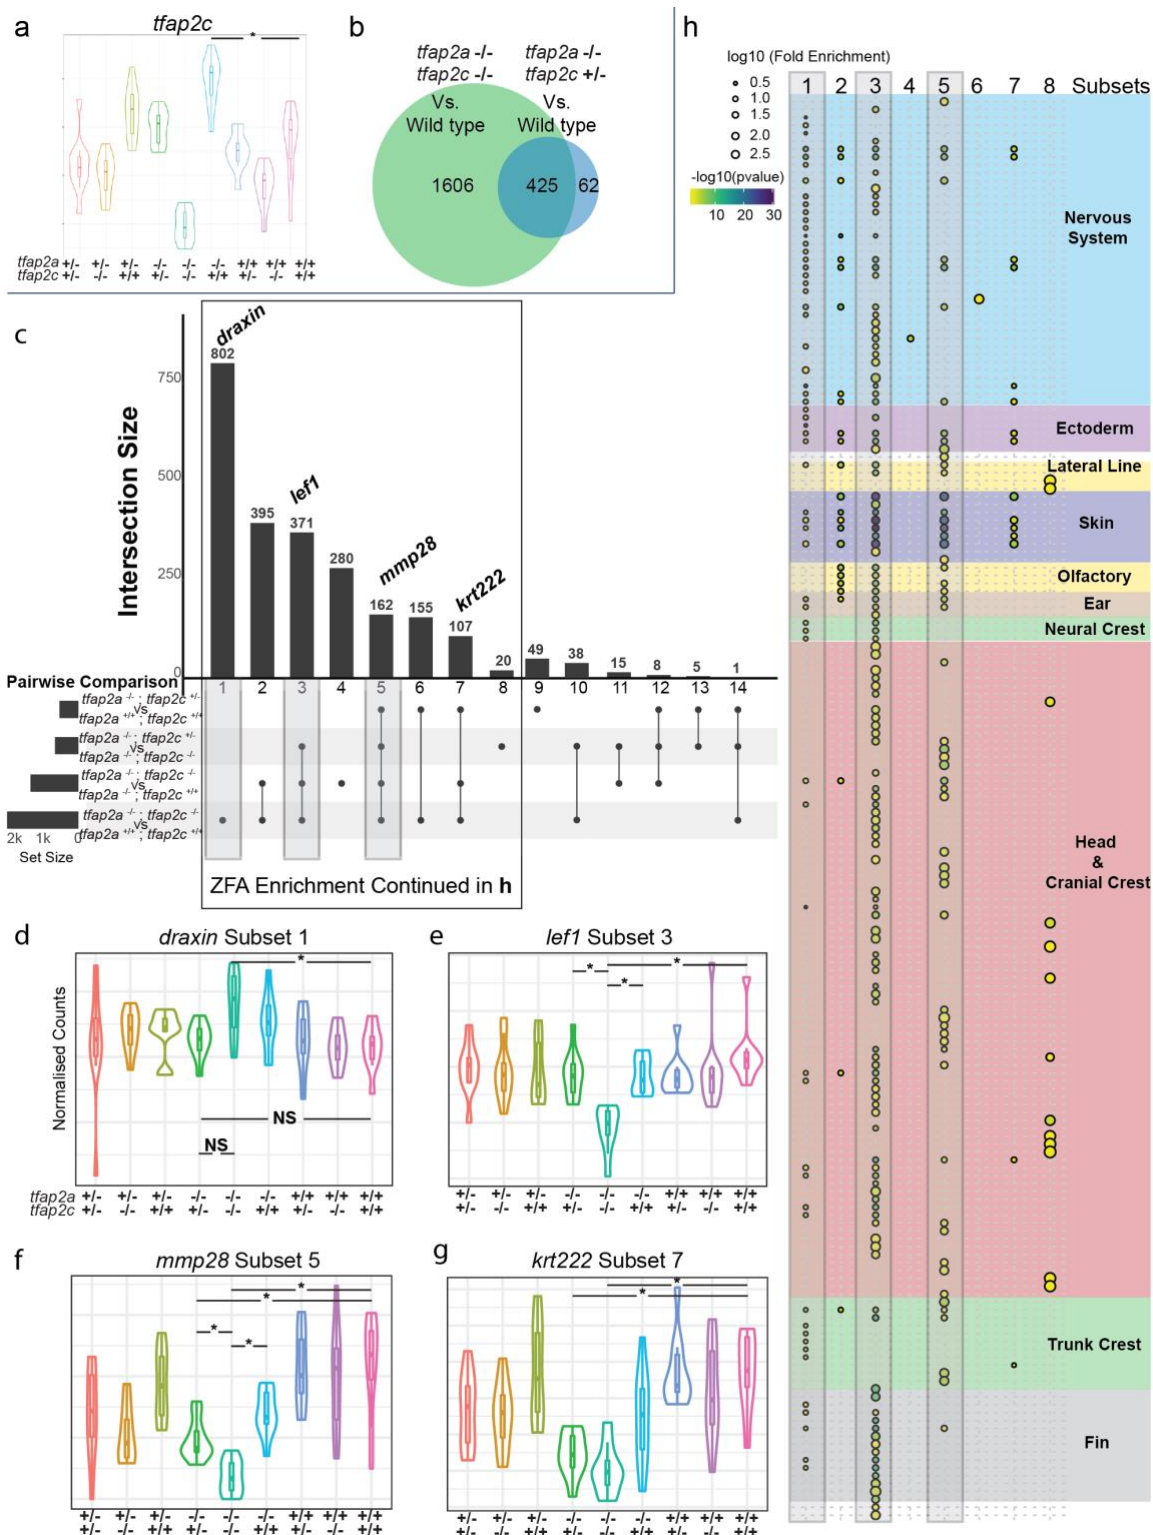 a
tfap2c
*
tfap2a +/- +/- +/- -/- -/- -/- +/+ +/+ +/+
tfap2c +/- -/- +/+ +/- -/- +/+ +/- -/- +/+
b
tfap2a -/-
tfap2c -/-
Vs.
Wild type
tfap2a -/-
tfap2c +/-
Vs.
Wild type
1606
425
62
c
Intersection Size
750
500
250
0
draxin
lef1
mmp28
krt222
802
395
371
280
162
155
107
20
49
38
15
8
5
1
Pairwise Comparison
1 2 3 4 5 6 7 8 9 10 11 12 13 14
tfap2a -/- ; tfap2c +/-
vs
tfap2a +/+ ; tfap2c +/+
tfap2a -/- ; tfap2c +/-
vs
tfap2a -/- ; tfap2c -/-
tfap2a -/- ; tfap2c -/-
vs
tfap2a -/- ; tfap2c +/+
tfap2a -/- ; tfap2c -/-
vs
tfap2a +/+ ; tfap2c +/+
2k 1k 0
Set Size
ZFA Enrichment Continued in h
d
draxin Subset 1
Normalised Counts
*
NS
NS
tfap2a +/- +/- +/- -/- -/- -/- +/+ +/+ +/+
tfap2c +/- -/- +/+ +/- -/- +/+ +/- -/- +/+
e
lef1 Subset 3
*
*
*
+/- +/- +/- -/- -/- -/- +/+ +/+ +/+
+/- -/- +/+ +/- -/- +/+ +/- -/- +/+
f
mmp28 Subset 5
*
*
*
*
+/- +/- +/- -/- -/- -/- +/+ +/+ +/+
+/- -/- +/+ +/- -/- +/+ +/- -/- +/+
g
krt222 Subset 7
*
*
+/- +/- +/- -/- -/- -/- +/+ +/+ +/+
+/- -/- +/+ +/- -/- +/+ +/- -/- +/+
h
log10 (Fold Enrichment)
0.5
1.0
1.5
2.0
2.5
-log10(pvalue)
10 20 30
1 2 3 4 5 6 7 8 Subsets
Nervous
System
Ectoderm
Lateral Line
Skin
Olfactory
Ear
Neural Crest
Head
&
Cranial Crest
Trunk Crest
Fin